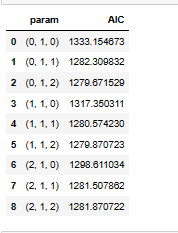 param AIC
0 (0, 1, 0) 1333.154673
1 (0, 1, 1) 1282.309832
2 (0, 1, 2) 1279.671529
3 (1, 1, 0) 1317.350311
4 (1, 1, 1) 1280.574230
5 (1, 1, 2) 1279.870723
6 (2, 1, 0) 1298.611034
7 (2, 1, 1) 1281.507862
8 (2, 1, 2) 1281.870722